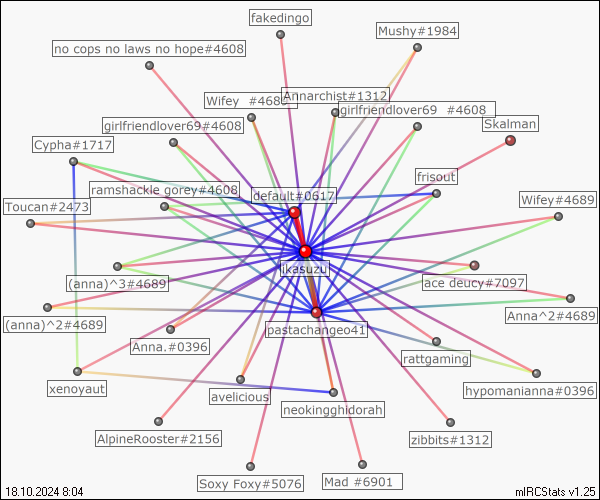 fakedingo
Mushy#1984
no cops no laws no hope#4608
Wifey #4689
Annarchist#1312
girlfriendlover69 #4608
girlfriendlover69#4608
Skalman
Cypha#1717
frisout
ramshackle gorey#4608
default#0617
Wifey#4689
Toucan#2473
ikasuzu
(anna)^3#4689
ace deucy#7097
Anna^2#4689
(anna)^2#4689
pastachangeo41
Anna.#0396
rattgaming
xenoyaut
hypomanianna#0396
avelicious
neokingghidorah
AlpineRooster#2156
zibbits#1312
Soxy Foxy#5076
Mad #6901
18.10.2024 8:04
mIRCStats v1.25